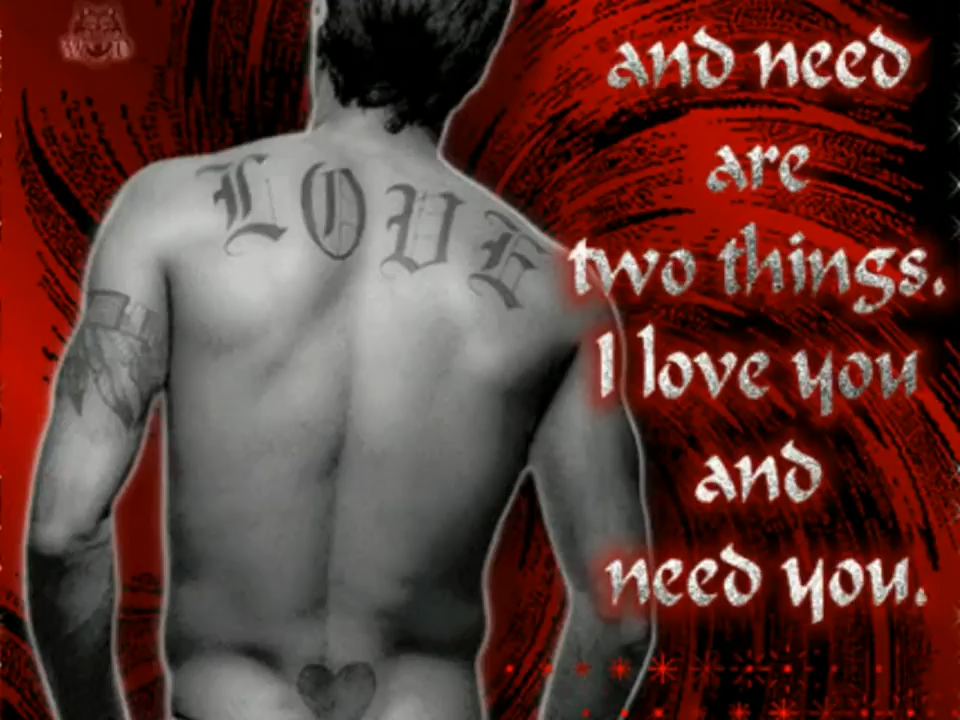 W D
LOVE
and need
are
two things.
I love you
and
need you.